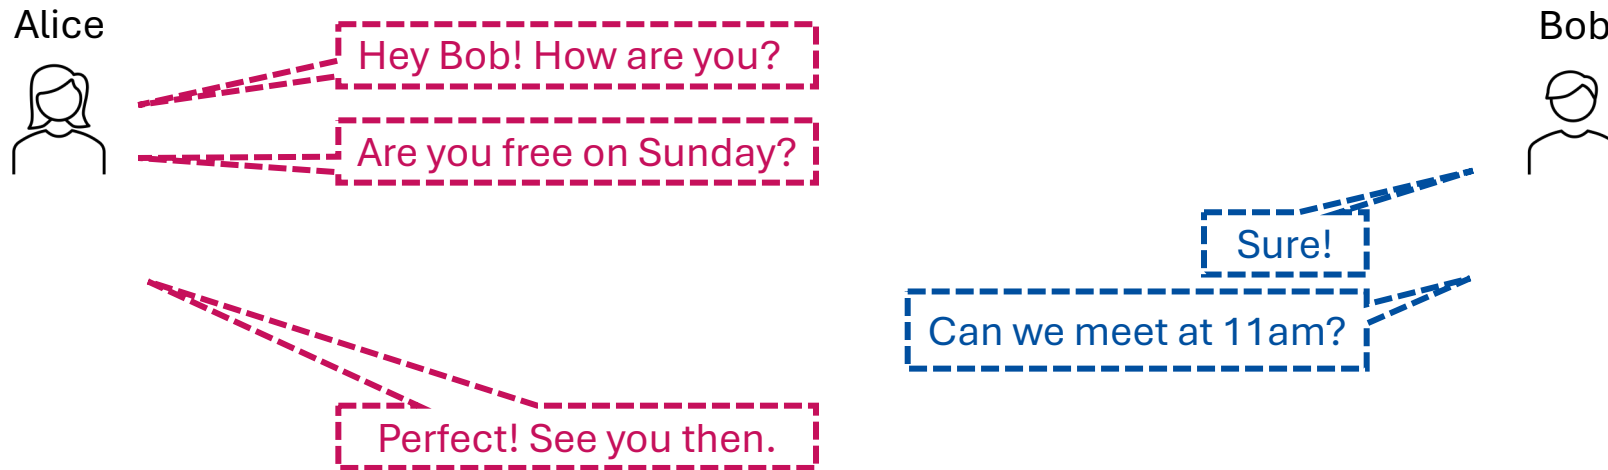 Alice
Bob
Hey Bob! How are you?
Are you free on Sunday?
Sure!
Can we meet at 11am?
Perfect! See you then.